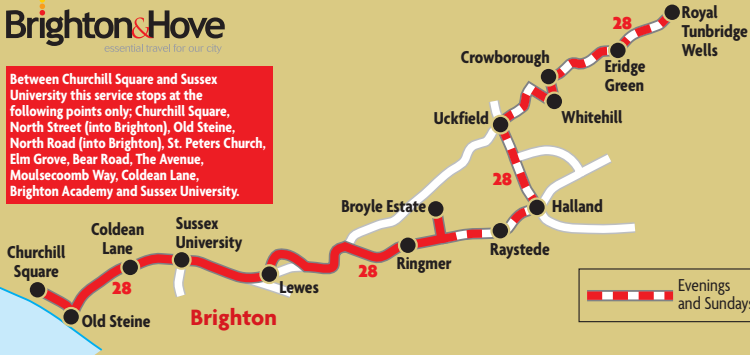 Brighton&Hove
essential travel for our city
Between Churchill Square and Sussex
University this service stops at the
following points only; Churchill Square,
North Street (into Brighton), Old Steine,
North Road (into Brighton), St. Peters Church,
Elm Grove, Bear Road, The Avenue,
Moulsecoomb Way, Coldean Lane,
Brighton Academy and Sussex University.
28
Royal
Tunbridge
Wells
Crowborough
Eridge
Green
Uckfield
Whitehill
28
Broyle Estate
Halland
Sussex
University
Coldean
Lane
Churchill
Square
Raystede
Ringmer
28
Lewes
28
Old Steine
Brighton
Evenings
and Sundays